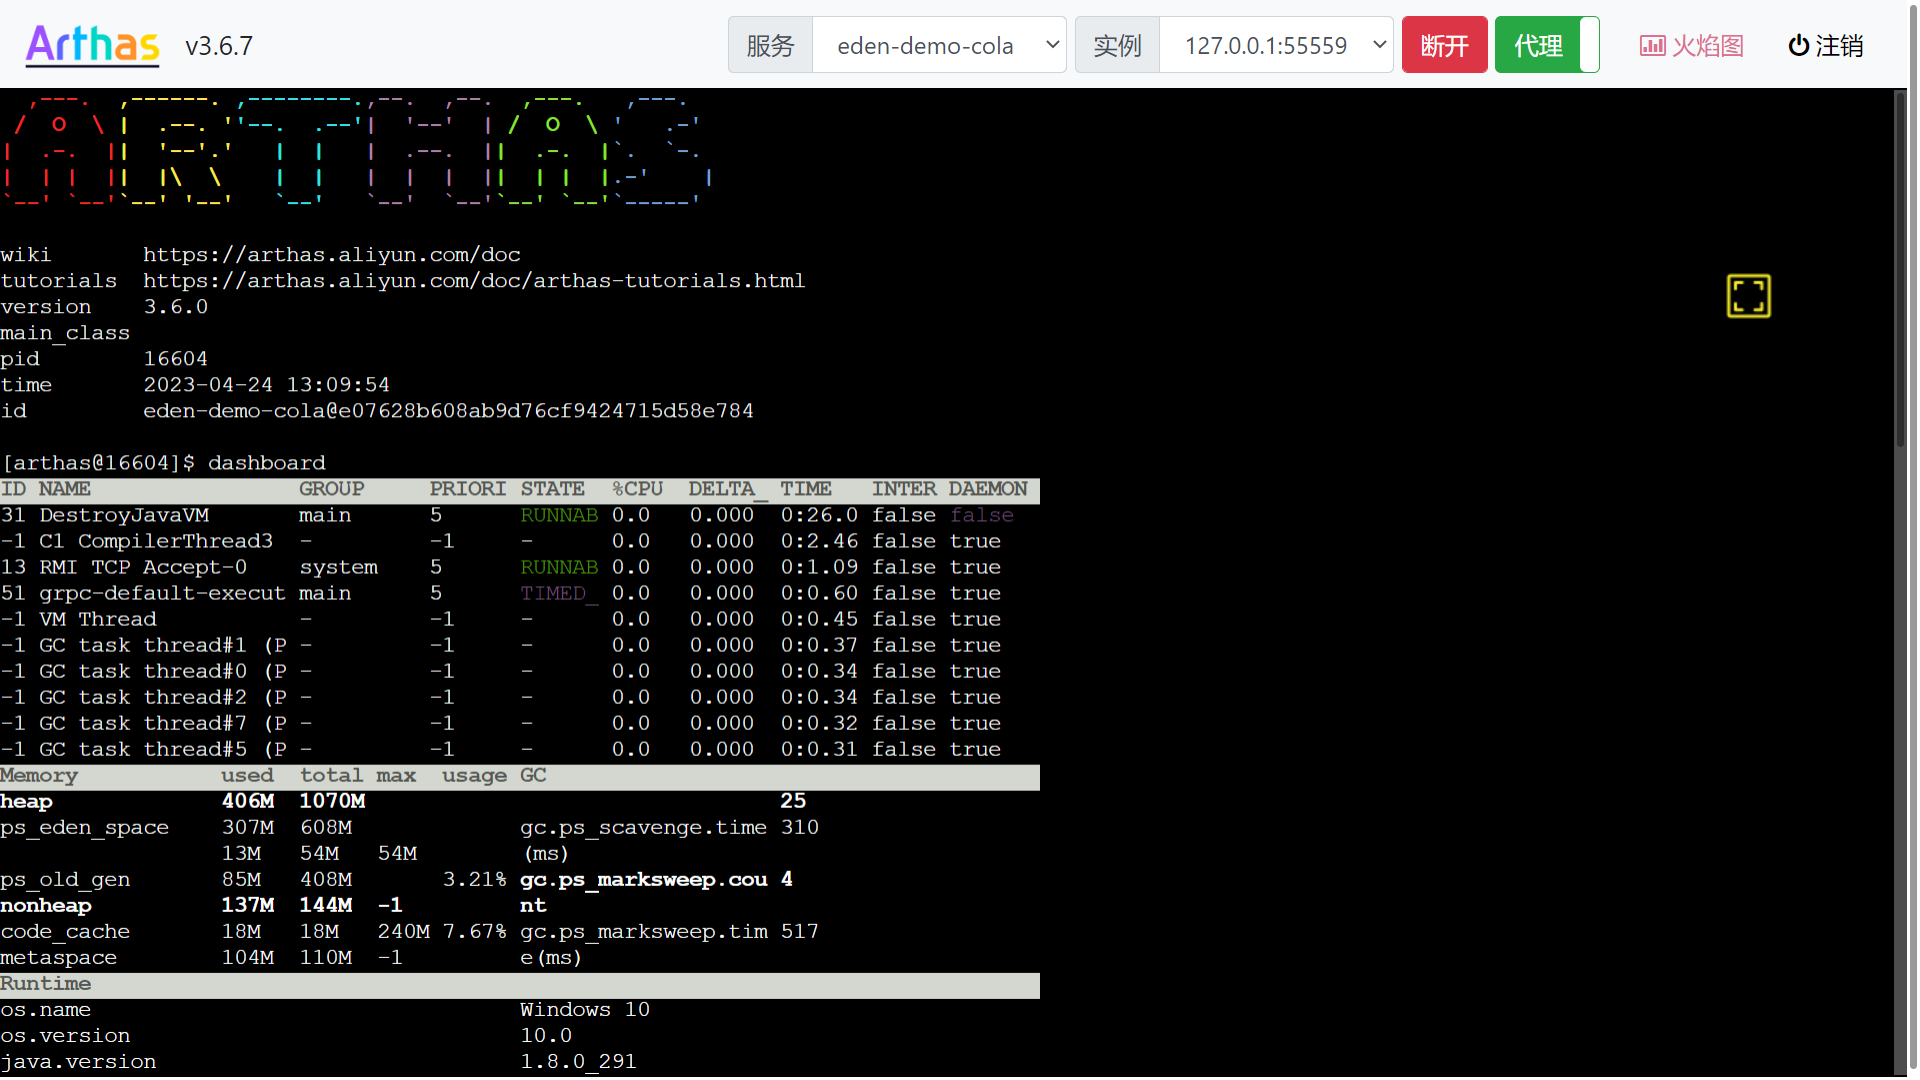 Arthas v3.6.7 服务 eden-demo-cola 实例 127.0.0.1:55559 断开 代理 火焰图 注销
ARTHAS
wiki https://arthas.aliyun.com/doc
tutorials https://arthas.aliyun.com/doc/arthas-tutorials.html
version 3.6.0
main_class
pid 16604
time 2023-04-24 13:09:54
id eden-demo-cola@e07628b608ab9d76cf9424715d58e784
[arthas@16604]$ dashboard
ID NAME GROUP PRIORI STATE %CPU DELTA_ TIME INTER DAEMON
31 DestroyJavaVM main 5 RUNNAB 0.0 0.000 0:26.0 false false
-1 C1 CompilerThread3 - -1 - 0.0 0.000 0:2.46 false true
13 RMI TCP Accept-0 system 5 RUNNAB 0.0 0.000 0:1.09 false true
51 grpc-default-execut main 5 TIMED_ 0.0 0.000 0:0.60 false true
-1 VM Thread - -1 - 0.0 0.000 0:0.45 false true
-1 GC task thread#1 (P - -1 - 0.0 0.000 0:0.37 false true
-1 GC task thread#0 (P - -1 - 0.0 0.000 0:0.34 false true
-1 GC task thread#2 (P - -1 - 0.0 0.000 0:0.34 false true
-1 GC task thread#7 (P - -1 - 0.0 0.000 0:0.32 false true
-1 GC task thread#5 (P - -1 - 0.0 0.000 0:0.31 false true
Memory used total max usage GC
heap 406M 1070M 25
ps_eden_space 307M 608M gc.ps_scavenge.time 310
13M 54M 54M (ms)
ps_old_gen 85M 408M 3.21% gc.ps_marksweep.cou 4
nonheap 137M 144M -1 nt
code_cache 18M 18M 240M 7.67% gc.ps_marksweep.tim 517
metaspace 104M 110M -1 e(ms)
Runtime
os.name Windows 10
os.version 10.0
java.version 1.8.0_291